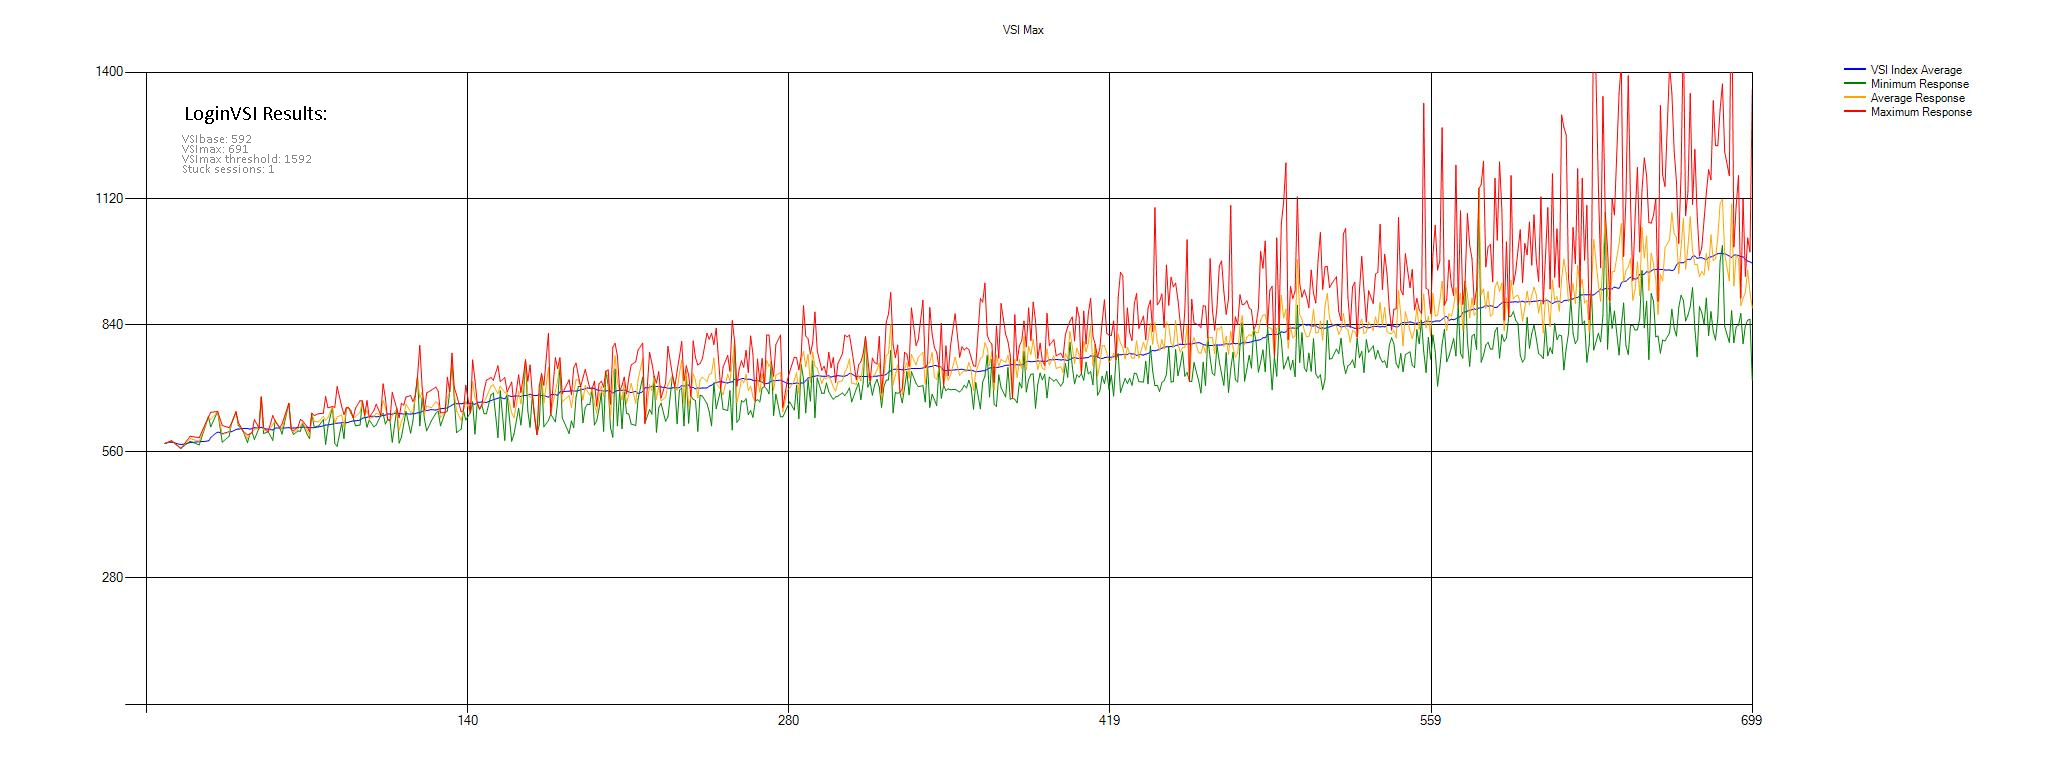 VSI Max
1400
1120
840
560
280
140
280
419
559
699
LoginVSI Results:
VSIbase: 592
VSImax: 691
VSImax threshold: 1592
Stuck sessions: 1
VSI Index Average
Minimum Response
Average Response
Maximum Response